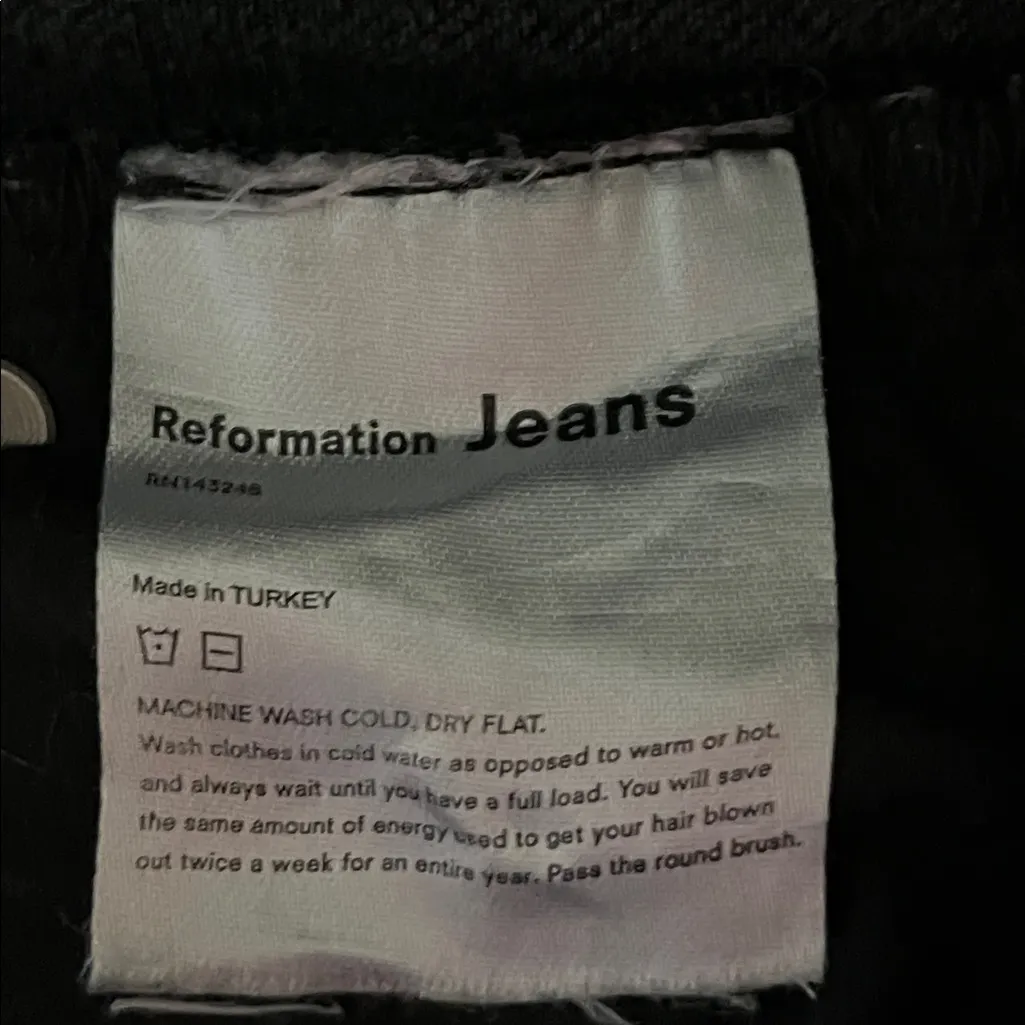 Reformation Jeans
RN143246
Made in TURKEY
MACHINE WASH COLD, DRY FLAT.
Wash clothes in cold water as opposed to warm or hot.
and always wait until you have a full load. You will save
the same amount of energy used to get your hair blown
out twice a week for an entire year. Pass the round brush.